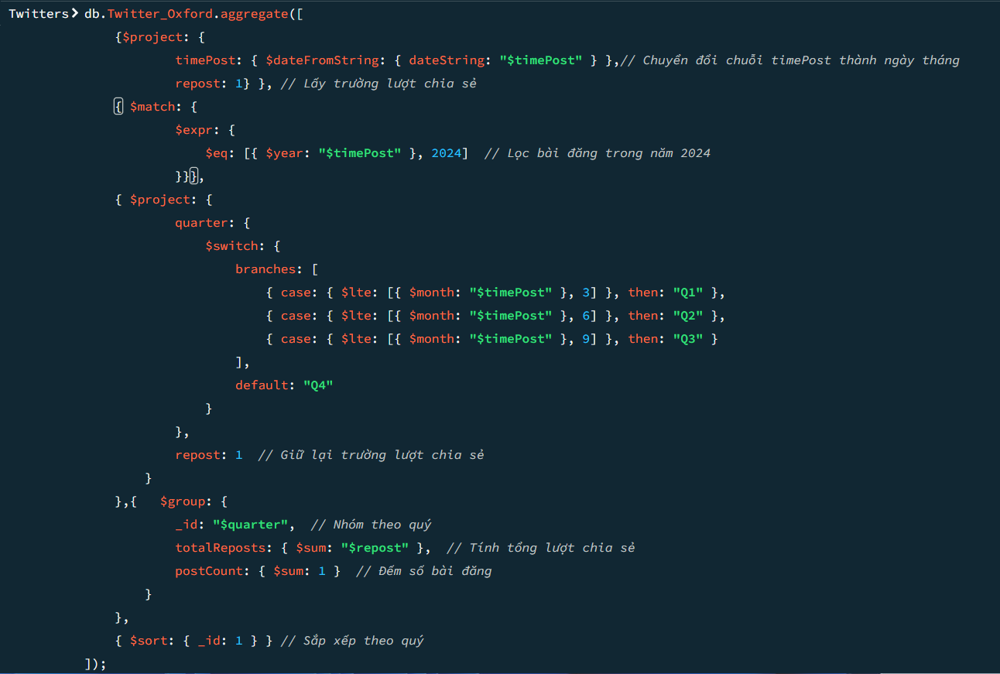 Twitters> db.Twitter_Oxford.aggregate([
{$project: {
timePost: { $dateFromString: { dateString: "$timePost" } },// Chuyển đổi chuỗi timePost thành ngày tháng
repost: 1} }, // Lấy trường lượt chia sẻ
{ $match: {
$expr: {
$eq: [{ $year: "$timePost" }, 2024]  // Lọc bài đăng trong năm 2024
}}},
{ $project: {
quarter: {
$switch: {
branches: [
{ case: { $lte: [{ $month: "$timePost" }, 3] }, then: "Q1" },
{ case: { $lte: [{ $month: "$timePost" }, 6] }, then: "Q2" },
{ case: { $lte: [{ $month: "$timePost" }, 9] }, then: "Q3" }
],
default: "Q4"
}
},
repost: 1  // Giữ lại trường lượt chia sẻ
}
},{   $group: {
_id: "$quarter",  // Nhóm theo quý
totalReposts: { $sum: "$repost" },  // Tính tổng lượt chia sẻ
postCount: { $sum: 1 }  // Đếm số bài đăng
}
},
{ $sort: { _id: 1 } } // Sắp xếp theo quý
]);